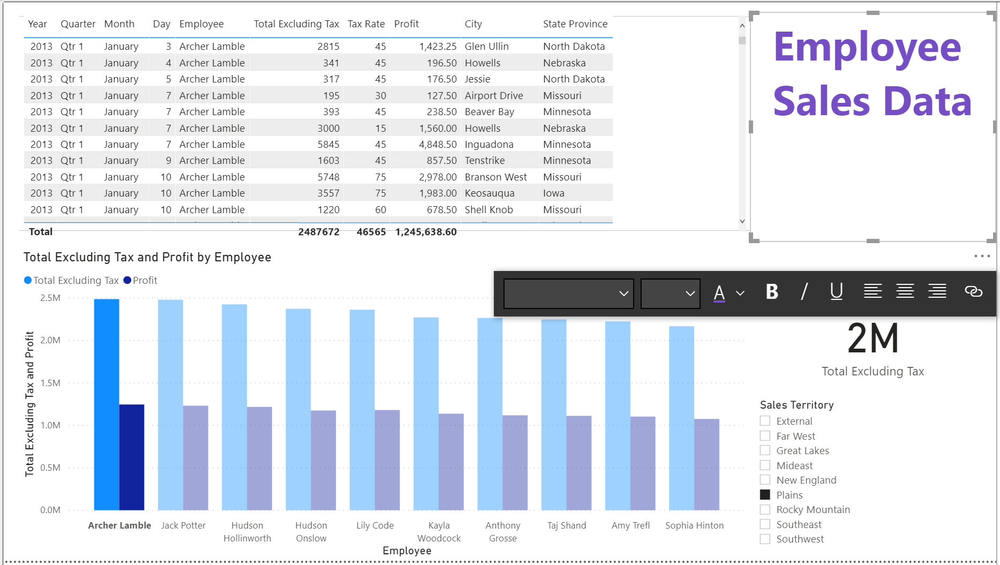 Year Quarter Month Day Employee Total Excluding Tax Tax Rate Profit City State Province
2013 Qtr 1 January 3 Archer Lamble 2815 45 1,423.25 Glen Ullin North Dakota
2013 Qtr 1 January 4 Archer Lamble 341 45 196.50 Howells Nebraska
2013 Qtr 1 January 5 Archer Lamble 317 45 176.50 Jessie North Dakota
2013 Qtr 1 January 7 Archer Lamble 195 30 127.50 Airport Drive Missouri
2013 Qtr 1 January 7 Archer Lamble 393 45 238.50 Beaver Bay Minnesota
2013 Qtr 1 January 7 Archer Lamble 3000 15 1,560.00 Howells Nebraska
2013 Qtr 1 January 7 Archer Lamble 5845 45 4,848.50 Inguadona Minnesota
2013 Qtr 1 January 9 Archer Lamble 1603 45 857.50 Tenstrike Minnesota
2013 Qtr 1 January 10 Archer Lamble 5748 75 2,978.00 Branson West Missouri
2013 Qtr 1 January 10 Archer Lamble 3557 75 1,983.00 Keosauqua Iowa
2013 Qtr 1 January 10 Archer Lamble 1220 60 678.50 Shell Knob Missouri
Total 2487672 46565 1,245,638.60
Employee
Sales Data
Total Excluding Tax and Profit by Employee
Total Excluding Tax Profit
A B I U
Total Excluding Tax and Profit
2.5M
2.0M
1.5M
1.0M
0.5M
0.0M
Archer Lamble
Jack Potter
Hudson
Hollinworth
Hudson
Onslow
Lily Code
Kayla
Woodcock
Anthony
Grosse
Taj Shand
Amy Trefl
Sophia Hinton
Employee
2M
Total Excluding Tax
Sales Territory
External
Far West
Great Lakes
Mideast
New England
Plains
Rocky Mountain
Southeast
Southwest